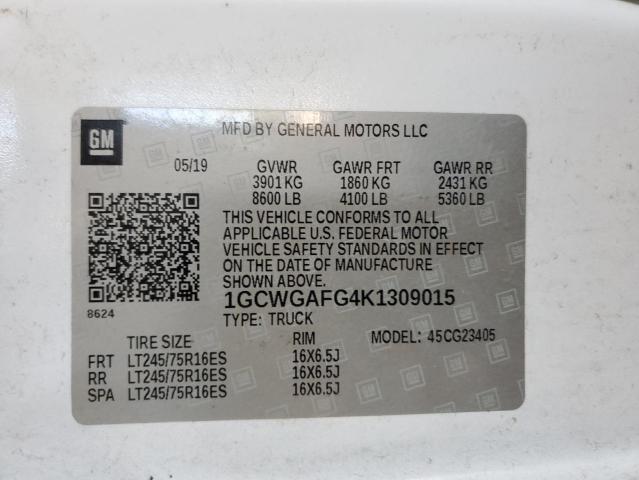 GM
MFD BY GENERAL MOTORS LLC
05/19 GVWR GAWR FRT GAWR RR
3901 KG 1860 KG 2431 KG
8600 LB 4100 LB 5360 LB
THIS VEHICLE CONFORMS TO ALL
APPLICABLE U.S. FEDERAL MOTOR
VEHICLE SAFETY STANDARDS IN EFFECT
ON THE DATE OF MANUFACTURE
SHOWN ABOVE.
1GCWGAFG4K1309015
8624
TYPE: TRUCK MODEL: 45CG23405
TIRE SIZE RIM
FRT LT245/75R16ES 16X6.5J
RR LT245/75R16ES 16X6.5J
SPA LT245/75R16ES 16X6.5J